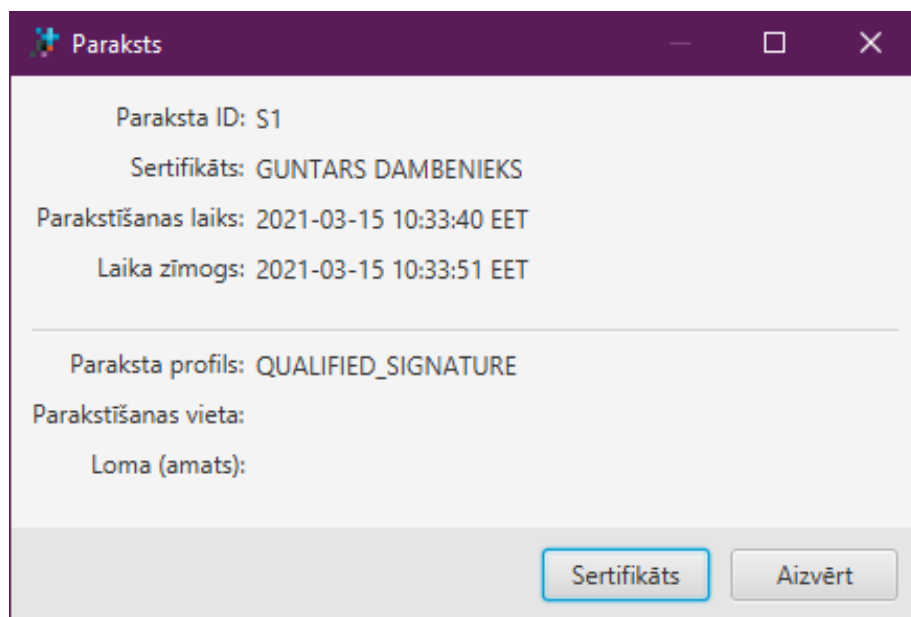 Paraksts
Paraksta ID: S1
Sertifikāts: GUNTARS DAMBENIEKS
Parakstīšanas laiks: 2021-03-15 10:33:40 EET
Laika zīmogs: 2021-03-15 10:33:51 EET
Paraksta profils: QUALIFIED_SIGNATURE
Parakstīšanas vieta:
Loma (amats):
Sertifikāts Aizvērt